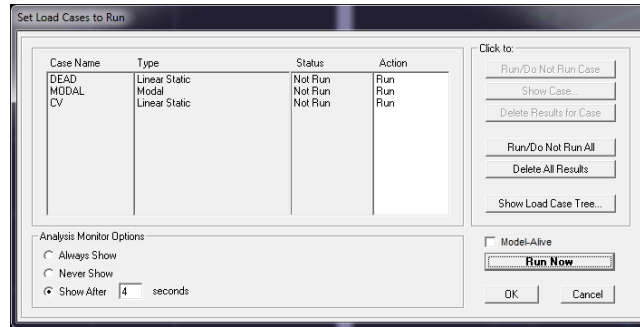 Set Load Cases to Run
Case Name Type Status Action
DEAD Linear Static Not Run Run
MODAL Modal Not Run Run
CV Linear Static Not Run Run
Click to:
Run/Do Not Run Case
Show Case...
Delete Results for Case
Run/Do Not Run All
Delete All Results
Show Load Case Tree...
Analysis Monitor Options
Always Show
Never Show
Show After 4 seconds
Model-Alive
Run Now
OK Cancel